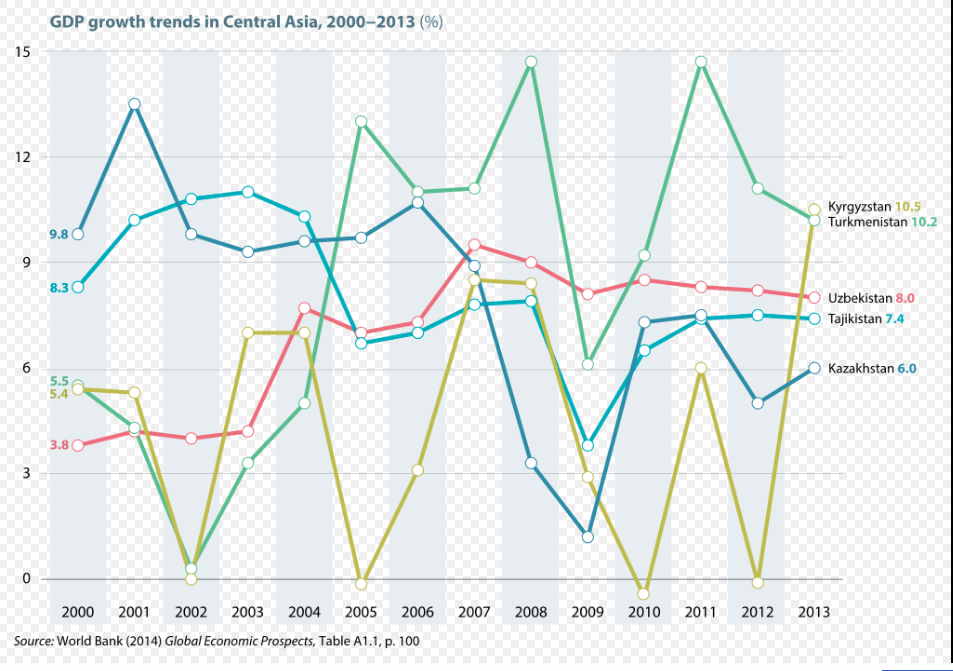 GDP growth trends in Central Asia, 2000–2013 (%)
15
12
9
6
3
0
9.8
8.3
5.5
5.4
3.8
Kyrgyzstan 10.5
Turkmenistan 10.2
Uzbekistan 8.0
Tajikistan 7.4
Kazakhstan 6.0
2000 2001 2002 2003 2004 2005 2006 2007 2008 2009 2010 2011 2012 2013
Source: World Bank (2014) Global Economic Prospects, Table A1.1, p. 100